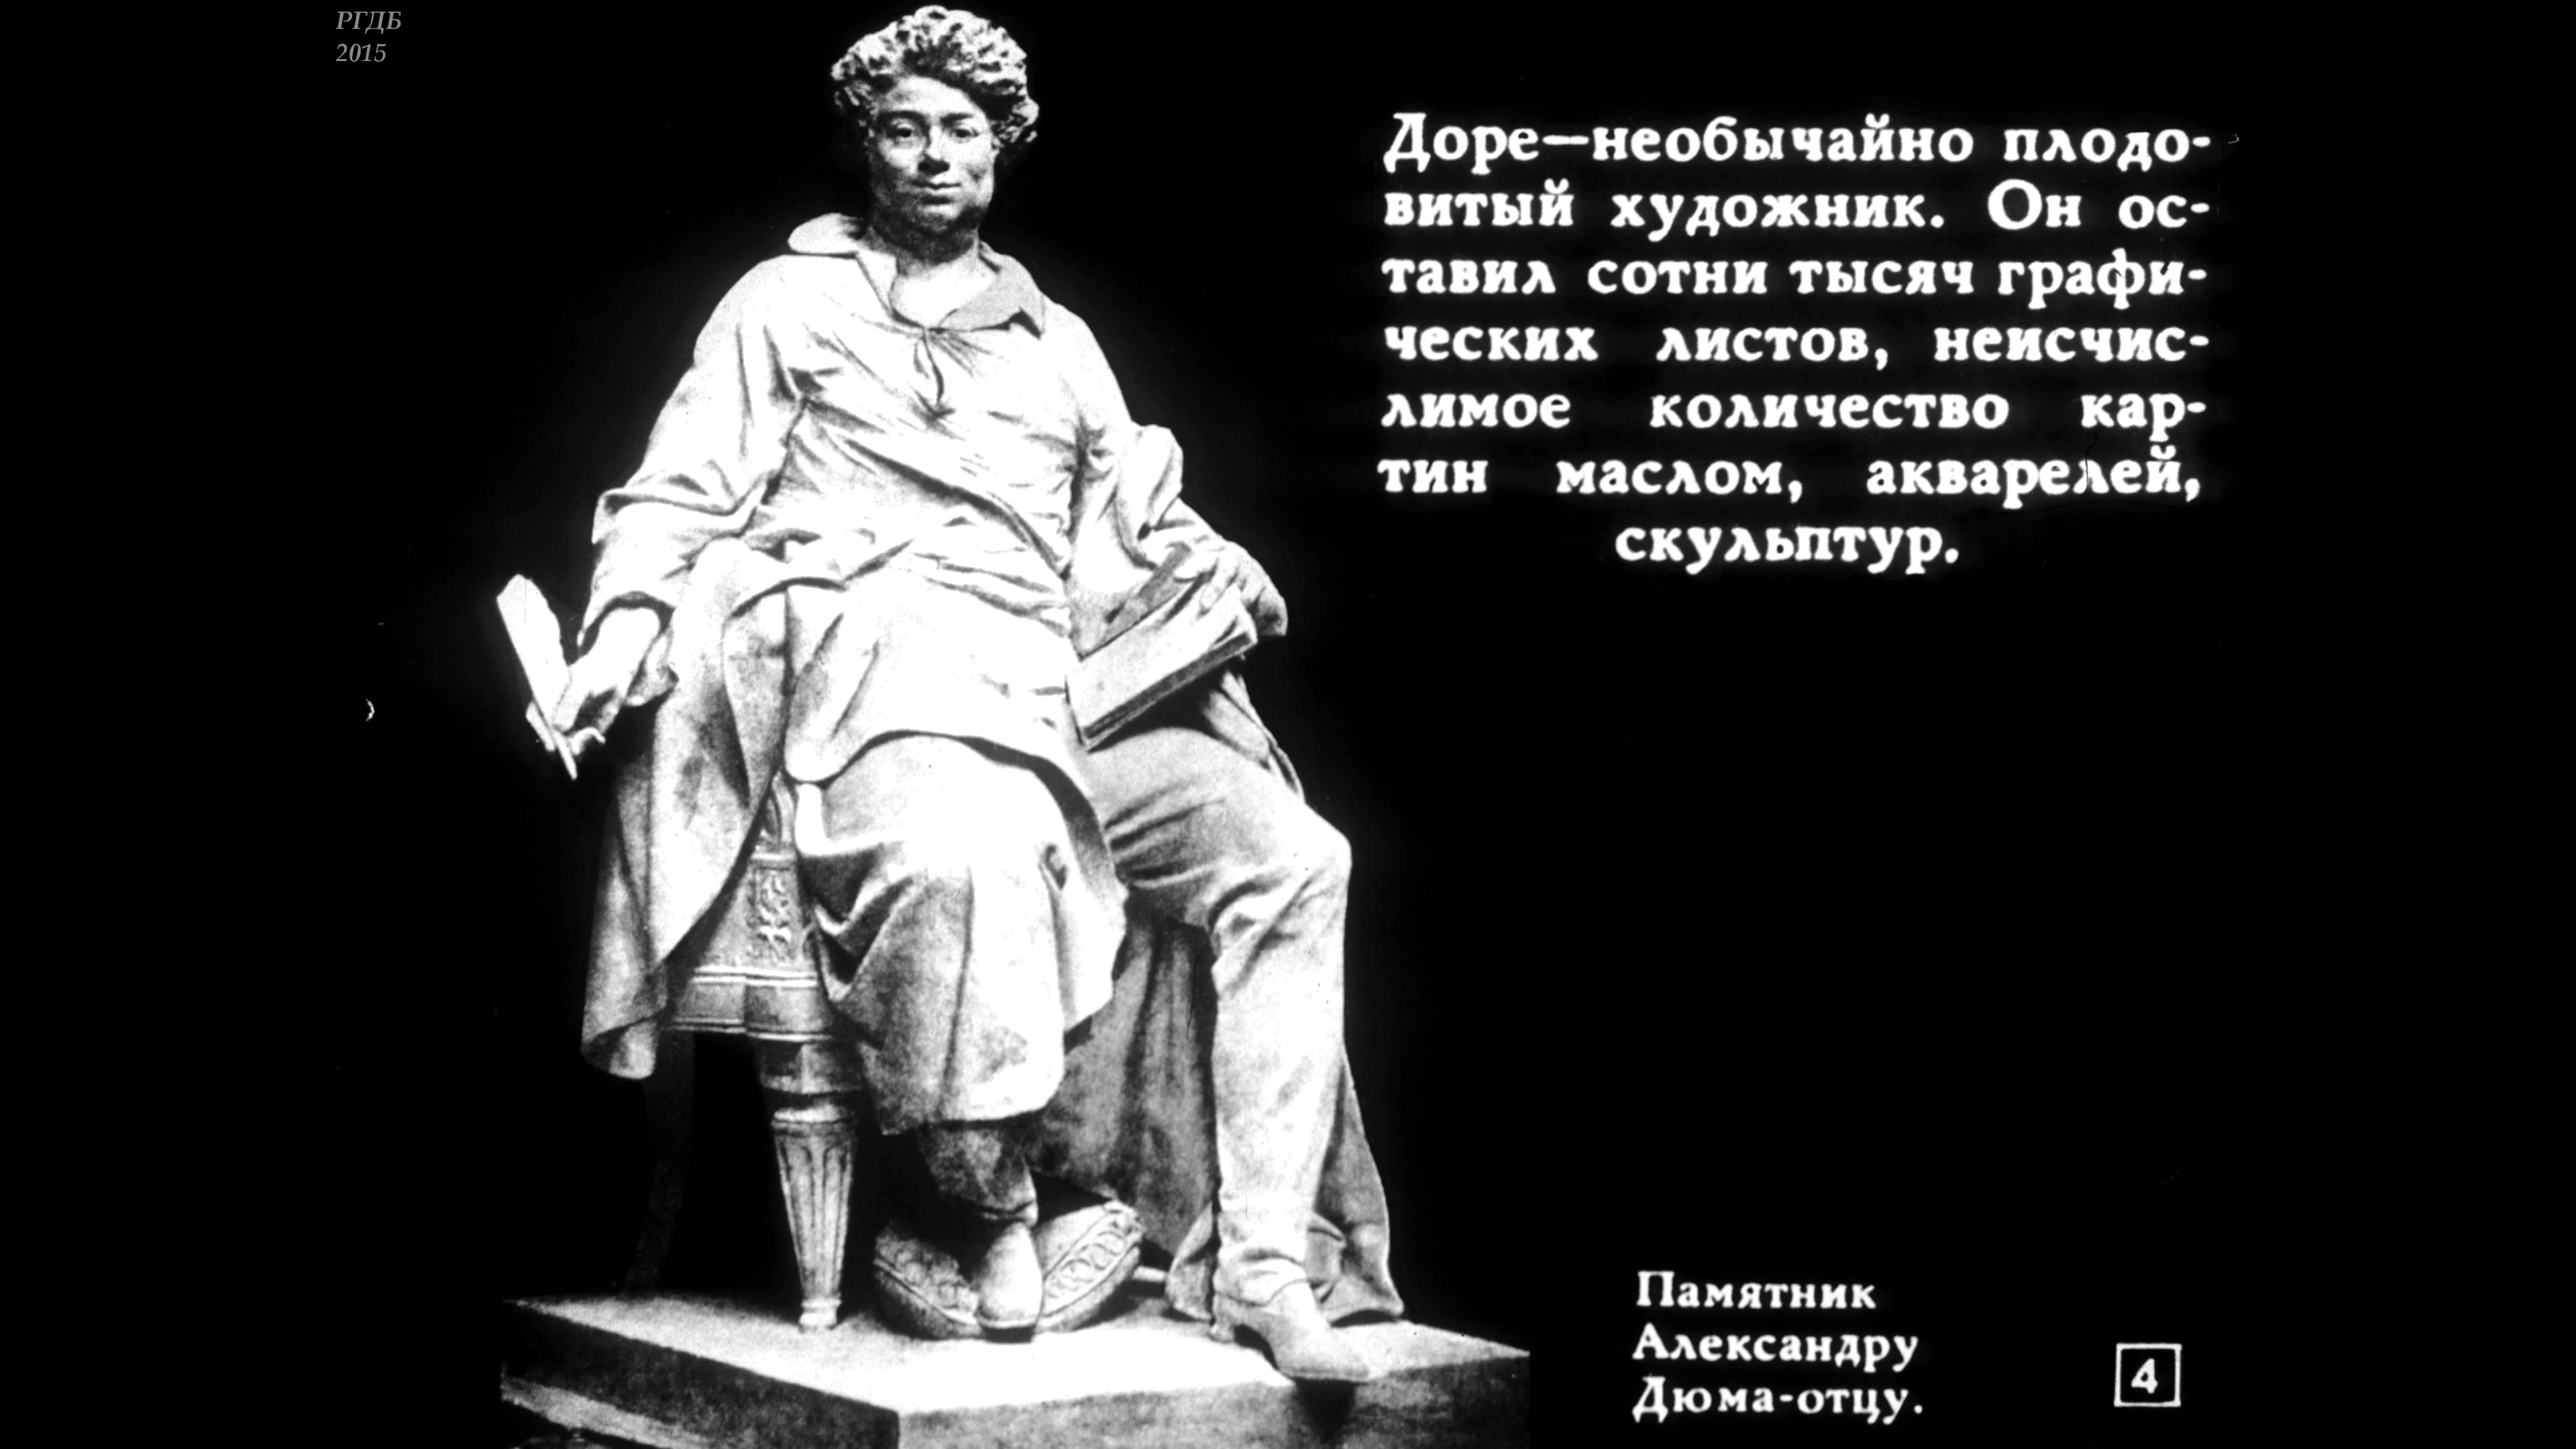 РГДБ
2015
Доре—необычайно плодо-
витый художник. Он ос-
тавил сотни тысяч графи-
ческих листов, неисчис-
лимое количество кар-
тин маслом, акварелей,
скульптур.
Памятник
Александру
Дюма-отцу.
4